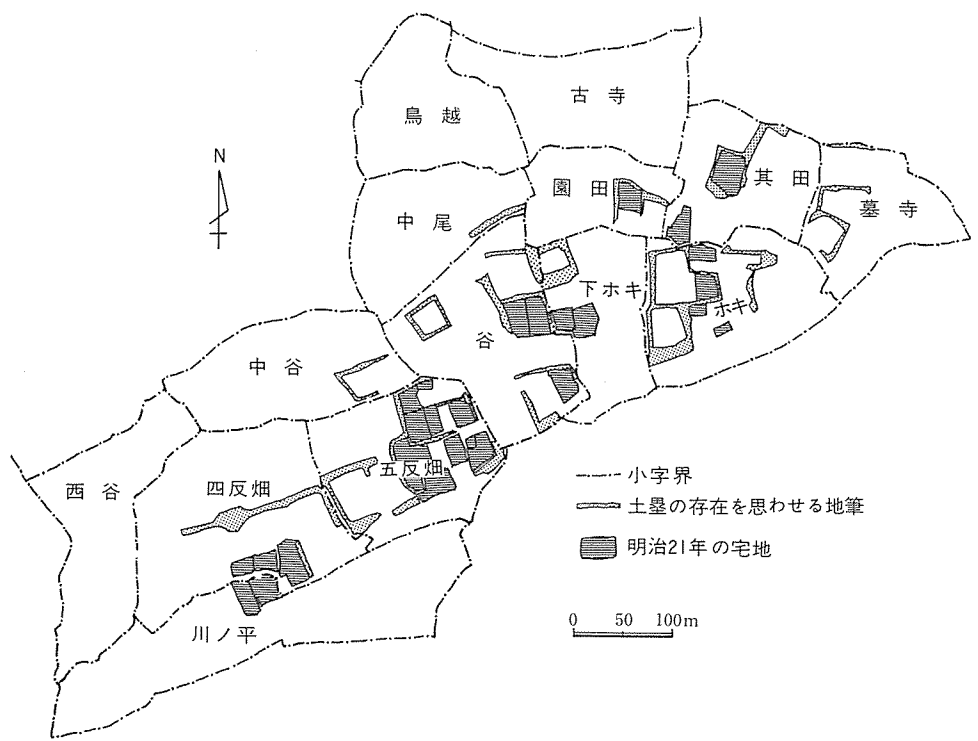 古寺
鳥越
N
園田
其田
中尾
墓寺
下ホキ
ホキ
谷
中谷
五反畑
西谷
四反畑
川ノ平
小字界
土塁の存在を思わせる地筆
明治21年の宅地
0 50 100m